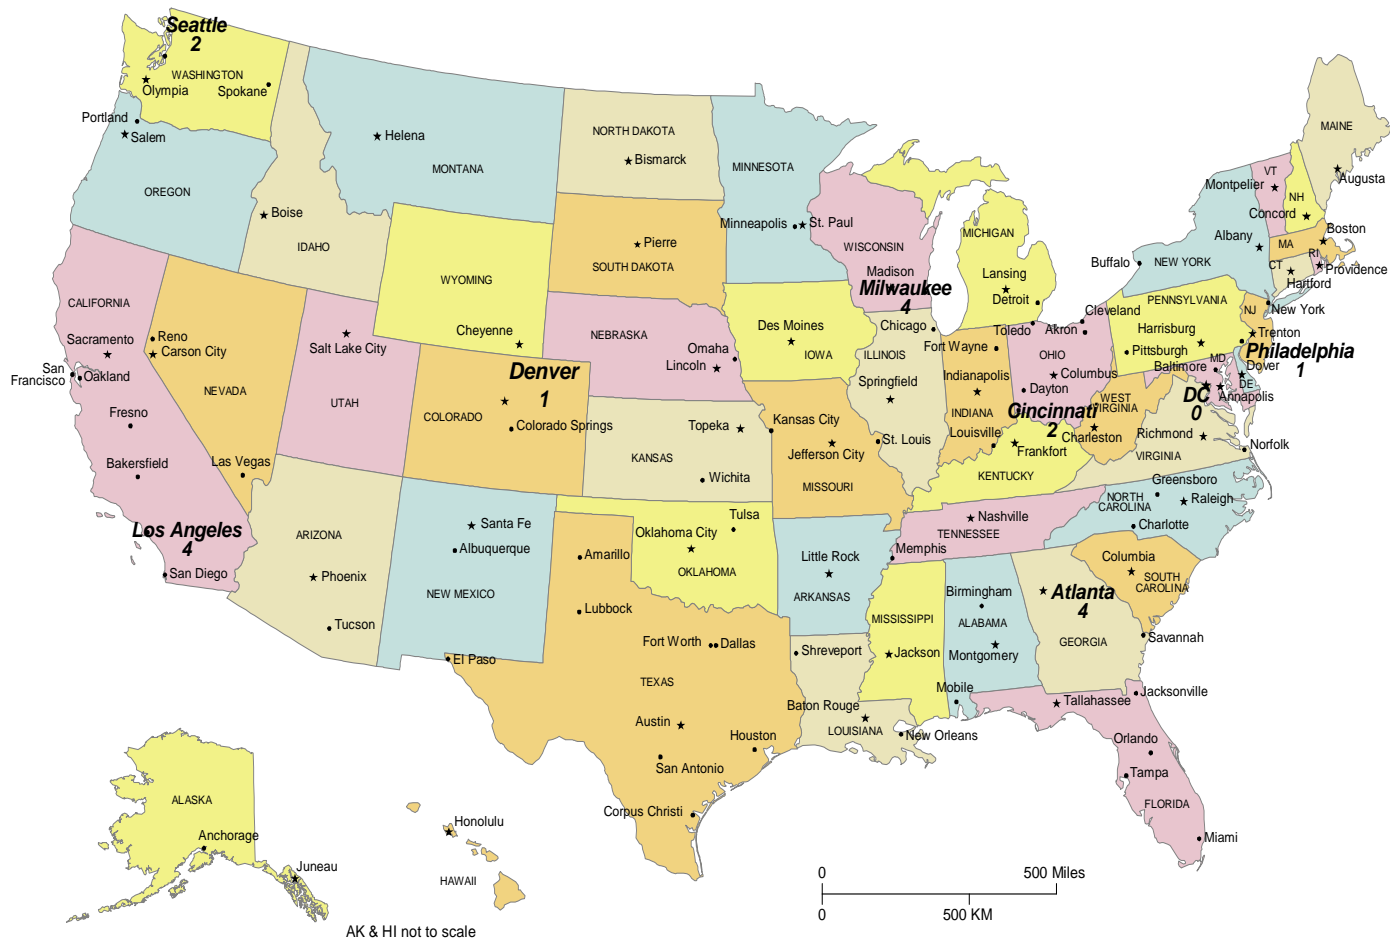 Seattle
2
WASHINGTON
Olympia
Spokane
Portland
Salem
OREGON
Helena
MONTANA
Boise
IDAHO
NORTH DAKOTA
Bismarck
MINNESOTA
Minneapolis
St. Paul
Pierre
SOUTH DAKOTA
WYOMING
Cheyenne
WISCONSIN
Madison
Milwaukee
4
MICHIGAN
Lansing
Detroit
MAINE
Augusta
VT
Montpelier
NH
Concord
Boston
MA
Albany
RI
Providence
CT
Hartford
Buffalo
NEW YORK
New York
CALIFORNIA
Sacramento
San
Francisco
Oakland
Fresno
Bakersfield
Los Angeles
4
San Diego
Reno
Carson City
NEVADA
Las Vegas
Salt Lake City
UTAH
Denver
1
COLORADO
Colorado Springs
NEBRASKA
Omaha
Lincoln
Des Moines
IOWA
Chicago
ILLINOIS
Springfield
Fort Wayne
Indianapolis
INDIANA
Toledo
Akron
Cleveland
OHIO
Columbus
Dayton
Cincinnati
2
PENNSYLVANIA
Harrisburg
Pittsburgh
NJ
Trenton
Philadelphia
1
MD
Baltimore
Dover
DE
Annapolis
DC
0
WEST
VIRGINIA
Charleston
Richmond
VIRGINIA
Norfolk
Louisville
Frankfort
KENTUCKY
Topeka
KANSAS
Wichita
Kansas City
Jefferson City
St. Louis
MISSOURI
ARIZONA
Phoenix
Tucson
Santa Fe
Albuquerque
NEW MEXICO
El Paso
Amarillo
Lubbock
Tulsa
Oklahoma City
OKLAHOMA
Little Rock
ARKANSAS
Nashville
TENNESSEE
Memphis
Greensboro
NORTH
CAROLINA
Raleigh
Charlotte
Columbia
SOUTH
CAROLINA
Birmingham
ALABAMA
Montgomery
Mobile
MISSISSIPPI
Jackson
Atlanta
4
GEORGIA
Savannah
Fort Worth
Dallas
TEXAS
Austin
Houston
San Antonio
Corpus Christi
Shreveport
Baton Rouge
LOUISIANA
New Orleans
Tallahassee
Jacksonville
Orlando
Tampa
FLORIDA
Miami
ALASKA
Anchorage
Juneau
Honolulu
HAWAII
AK & HI not to scale
0
500 Miles
0
500 KM